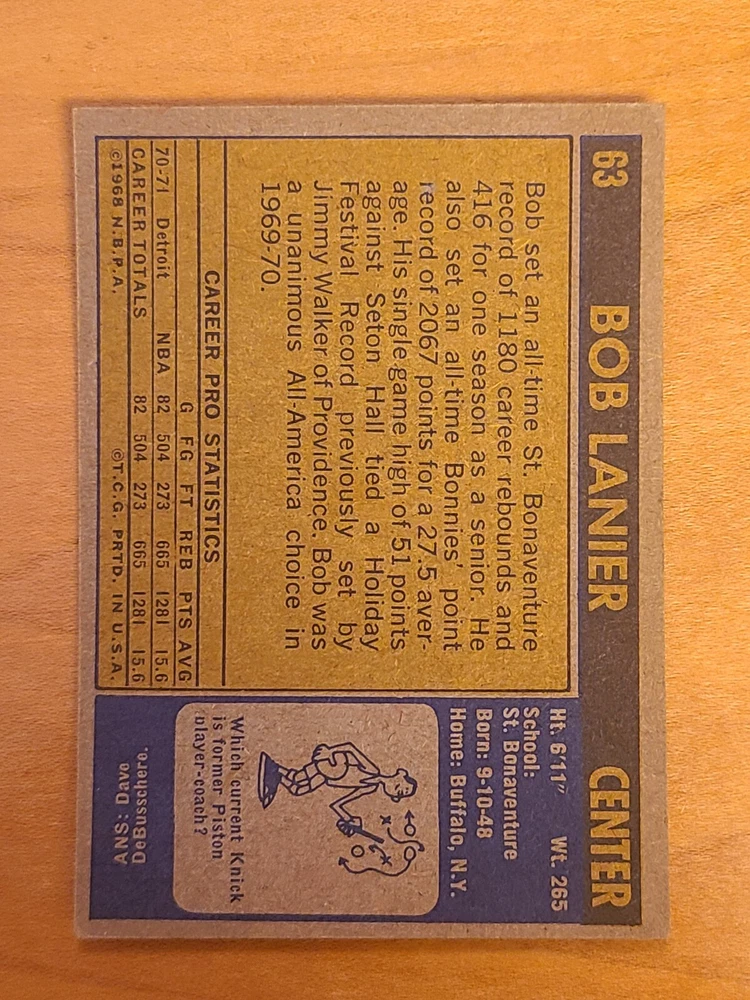 63 BOB LANIER CENTER
Bob set an all-time St. Bonaventure
record of 1180 career rebounds and
416 for one season as a senior. He
also set an all-time Bonnies' point
record of 2067 points for a 27.5 aver-
age. His single game high of 51 points
against Seton Hall tied a Holiday
Festival Record previously set by
Jimmy Walker of Providence. Bob was
a unanimous All-America choice in
1969-70.
CAREER PRO STATISTICS
G FG FT REB PTS AVG
70-71 Detroit NBA 82 504 273 665 1281 15.6
CAREER TOTALS 82 504 273 665 1281 15.6
©1968 N.B.P.A. ©T.C.G. PRTD. IN U.S.A.
Ht. 6'11" Wt. 265
School:
St. Bonaventure
Born: 9-10-48
Home: Buffalo, N.Y.
Which current Knick
is former Piston
player-coach?
ANS: Dave
DeBusschere.